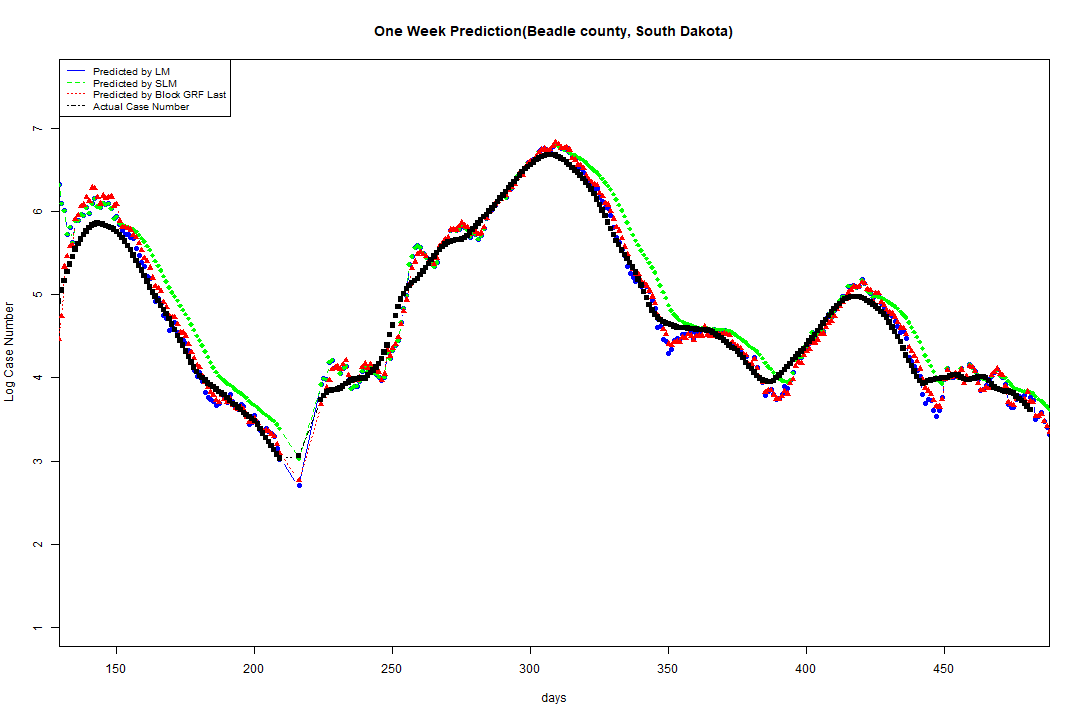 One Week Prediction(Beadle county, South Dakota)
Predicted by LM
Predicted by SLM
Predicted by Block GRF Last
Actual Case Number
Log Case Number
7
6
5
4
3
2
1
150 200 250 300 350 400 450
days